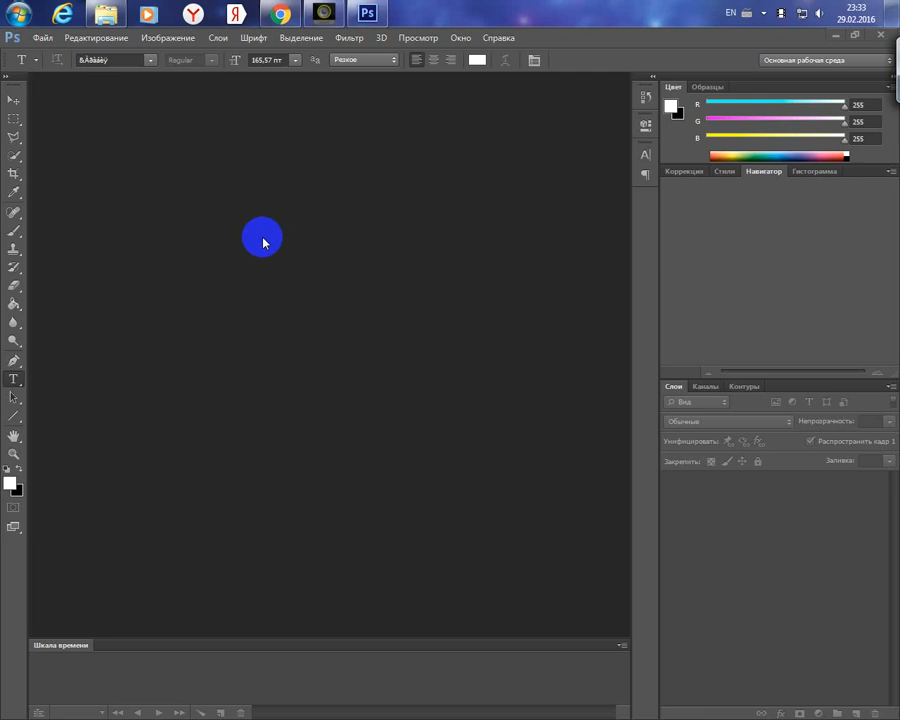 EN
23:33
29.02.2016
Ps
Файл Редактирование Изображение Слои Шрифт Выделение Фильтр 3D Просмотр Окно Справка
T &Àðàáèÿ Regular T 165,57 пт aa Резкое Основная рабочая среда
Цвет Образцы
R 255
G 255
B 255
Коррекция Стили Навигатор Гистограмма
Слои Каналы Контуры
Вид
Обычные Непрозрачность:
Унифицировать: Распространить кадр 1
Закрепить: Заливка:
Шкала времени